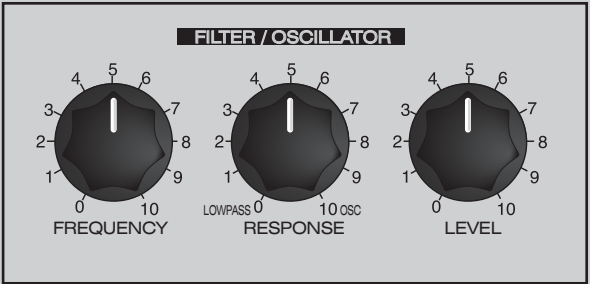 FILTER / OSCILLATOR
0 1 2 3 4 5 6 7 8 9 10
FREQUENCY
LOWPASS 0 1 2 3 4 5 6 7 8 9 10 OSC
RESPONSE
0 1 2 3 4 5 6 7 8 9 10
LEVEL